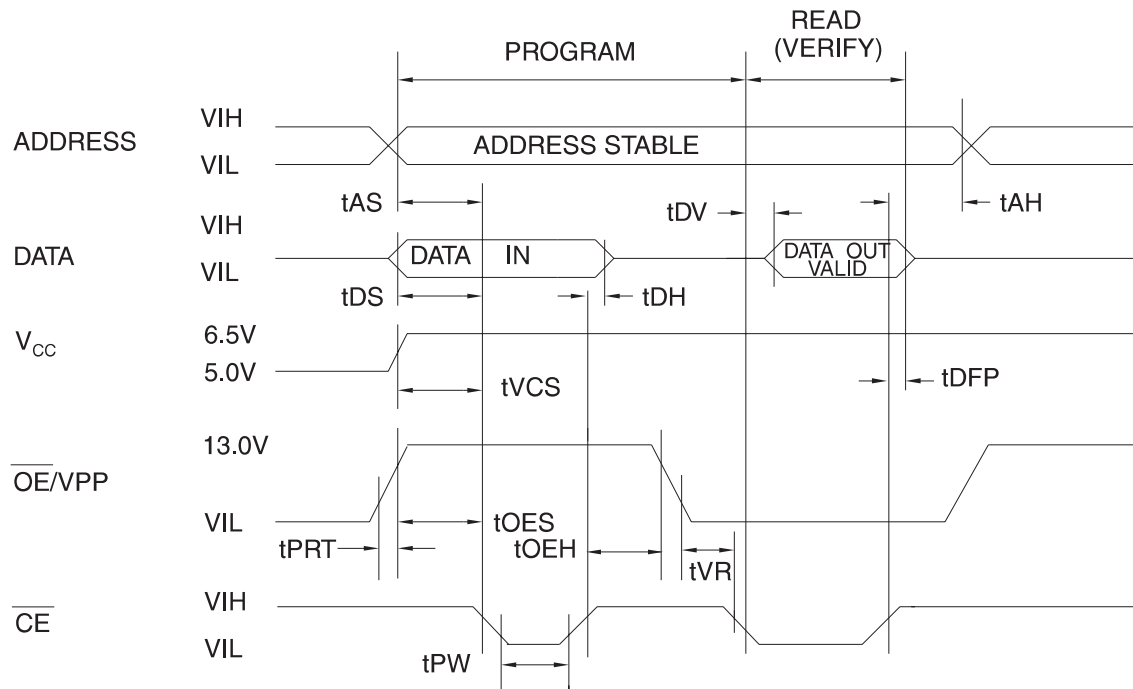 READ
(VERIFY)
PROGRAM
ADDRESS
VIH
VIL
ADDRESS STABLE
tAS
tDV
tAH
DATA
VIH
VIL
DATA IN
DATA OUT
VALID
tDS
tDH
VCC
6.5V
5.0V
tVCS
tDFP
OE/VPP
13.0V
VIL
tPRT
tOES
tOEH
tVR
CE
VIH
VIL
tPW